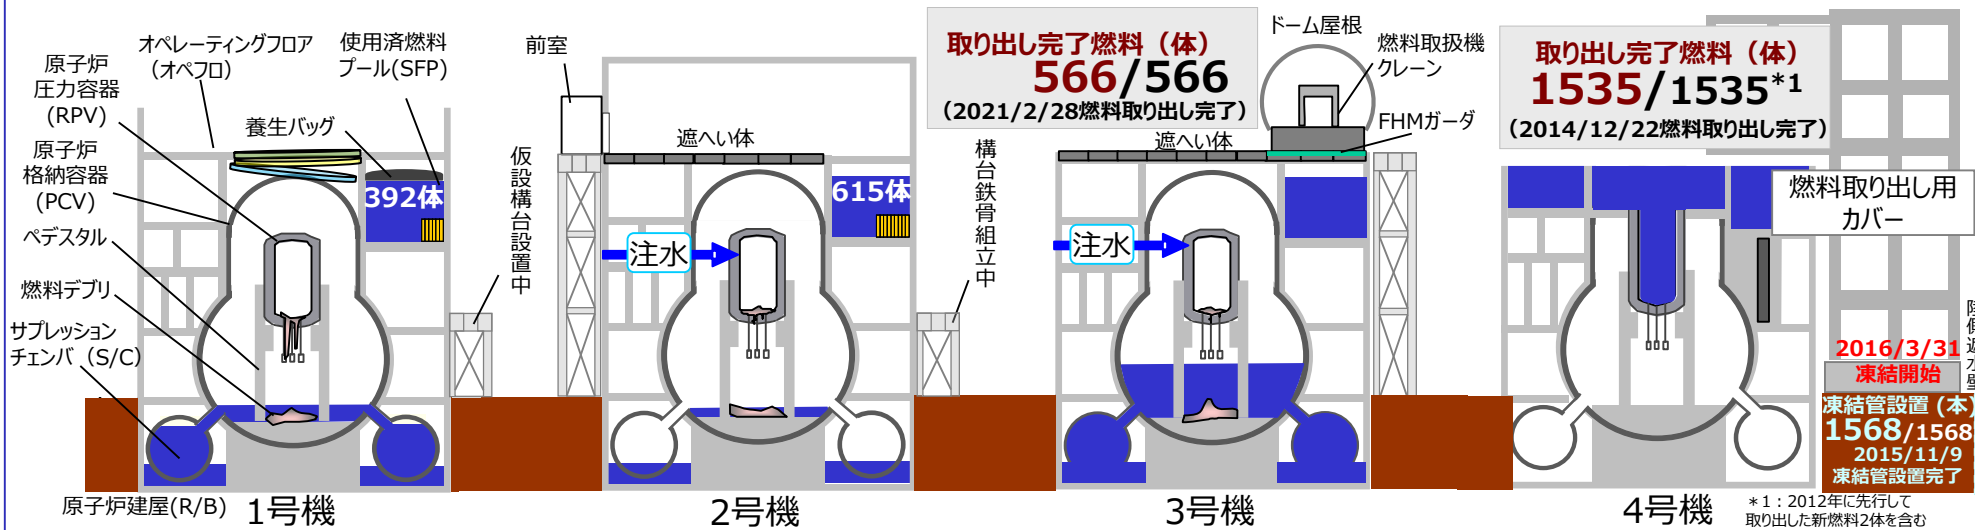 オペレーティングフロア
(オペフロ)
使用済燃料
プール(SFP)
原子炉
圧力容器
(RPV)
養生バッグ
原子炉
格納容器
(PCV)
392体
ペデスタル
燃料デブリ
サプレッション
チェンバ (S/C)
原子炉建屋(R/B)
1号機
仮設構台設置中
前室
遮へい体
615体
注水
2号機
構台鉄骨組立中
取り出し完了燃料（体）
566/566
(2021/2/28燃料取り出し完了)
ドーム屋根
燃料取扱機
クレーン
FHMガーダ
遮へい体
注水
3号機
取り出し完了燃料（体）
1535/1535*1
(2014/12/22燃料取り出し完了)
燃料取り出し用
カバー
2016/3/31
凍結開始
陸側遮水壁
凍結管設置 (本)
1568/1568
2015/11/9
凍結管設置完了
4号機
*1：2012年に先行して
取り出した新燃料2体を含む